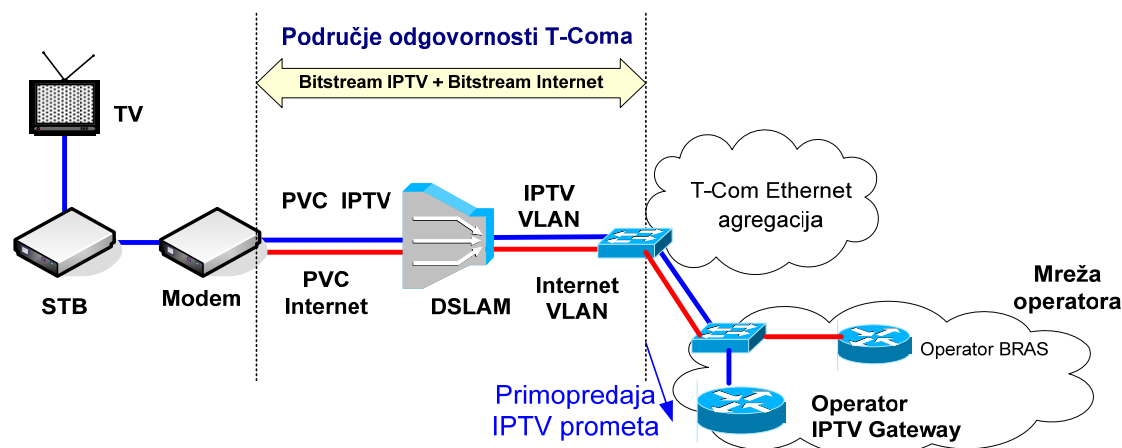 Područje odgovornosti T-Coma
Bitstream IPTV + Bitstream Internet
TV
PVC IPTV
IPTV
VLAN
T-Com Ethernet
agregacija
STB
Modem
PVC
Internet
DSLAM
Internet
VLAN
Mreža
operatora
Operator BRAS
Primopredaja
IPTV prometa
Operator
IPTV Gateway